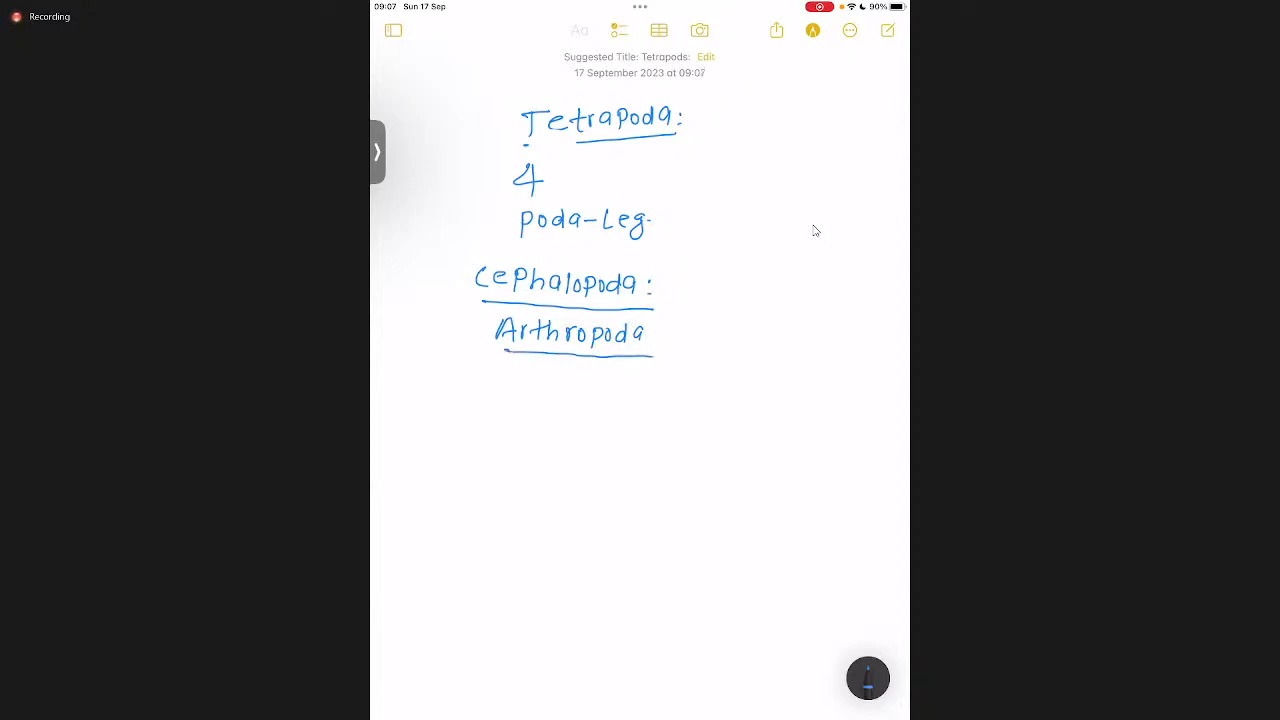 Recording
09:07 Sun 17 Sep
90%
Aa
Suggested Title: Tetrapods: Edit
17 September 2023 at 09:07
Tetrapoda:
4
Poda-Leg.
Cephalopoda:
Arthropoda